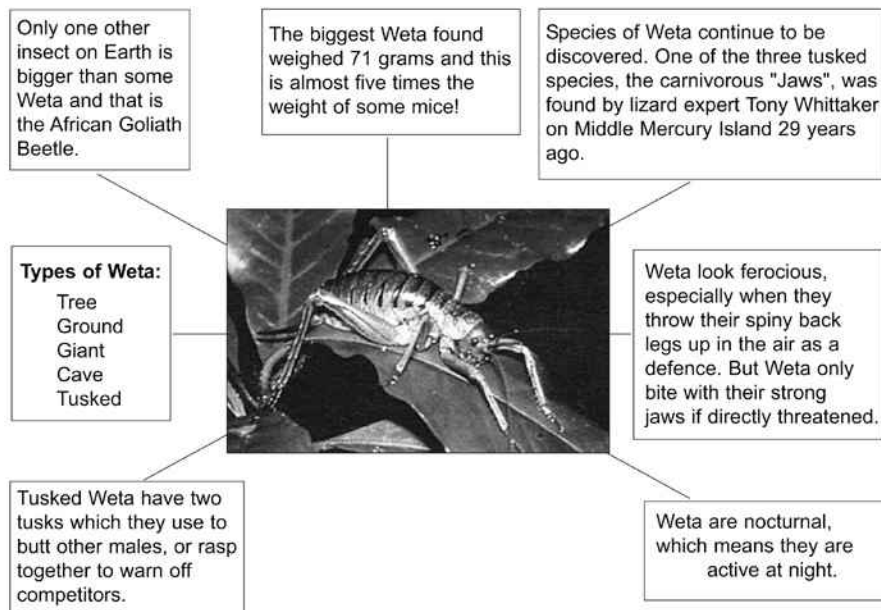 Only one other
insect on Earth is
bigger than some
Weta and that is
the African Goliath
Beetle.
The biggest Weta found
weighed 71 grams and this
is almost five times the
weight of some mice!
Species of Weta continue to be
discovered. One of the three tusked
species, the carnivorous "Jaws", was
found by lizard expert Tony Whittaker
on Middle Mercury Island 29 years
ago.
Types of Weta:
Tree
Ground
Giant
Cave
Tusked
Weta look ferocious,
especially when they
throw their spiny back
legs up in the air as a
defence. But Weta only
bite with their strong
jaws if directly threatened.
Tusked Weta have two
tusks which they use to
butt other males, or rasp
together to warn off
competitors.
Weta are nocturnal,
which means they are
active at night.